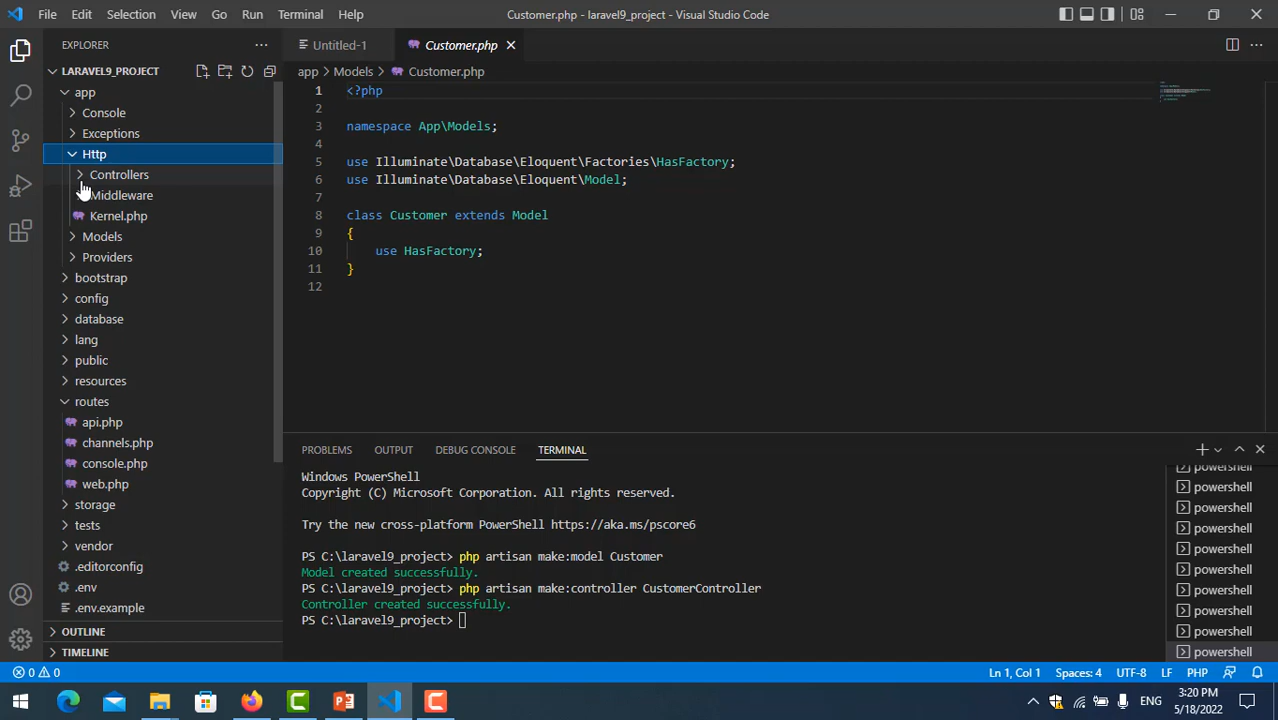 File Edit Selection View Go Run Terminal Help Customer.php - laravel9_project - Visual Studio Code
EXPLORER
Untitled-1
Customer.php
LARAVEL9_PROJECT
app
Console
Exceptions
Http
Controllers
Middleware
Kernel.php
Models
Providers
bootstrap
config
database
lang
public
resources
routes
api.php
channels.php
console.php
web.php
storage
tests
vendor
.editorconfig
.env
.env.example
OUTLINE
TIMELINE
app > Models > Customer.php
1 <?php
2
3 namespace App\Models;
4
5 use Illuminate\Database\Eloquent\Factories\HasFactory;
6 use Illuminate\Database\Eloquent\Model;
7
8 class Customer extends Model
9 {
10 use HasFactory;
11 }
12
PROBLEMS OUTPUT DEBUG CONSOLE TERMINAL
Windows PowerShell
Copyright (C) Microsoft Corporation. All rights reserved.
Try the new cross-platform PowerShell https://aka.ms/pscore6
PS C:\laravel9_project> php artisan make:model Customer
Model created successfully.
PS C:\laravel9_project> php artisan make:controller CustomerController
Controller created successfully.
PS C:\laravel9_project>
powershell
powershell
powershell
powershell
powershell
powershell
powershell
powershell
powershell
powershell
0 0
Ln 1, Col 1 Spaces: 4 UTF-8 LF PHP
ENG
3:20 PM
5/18/2022